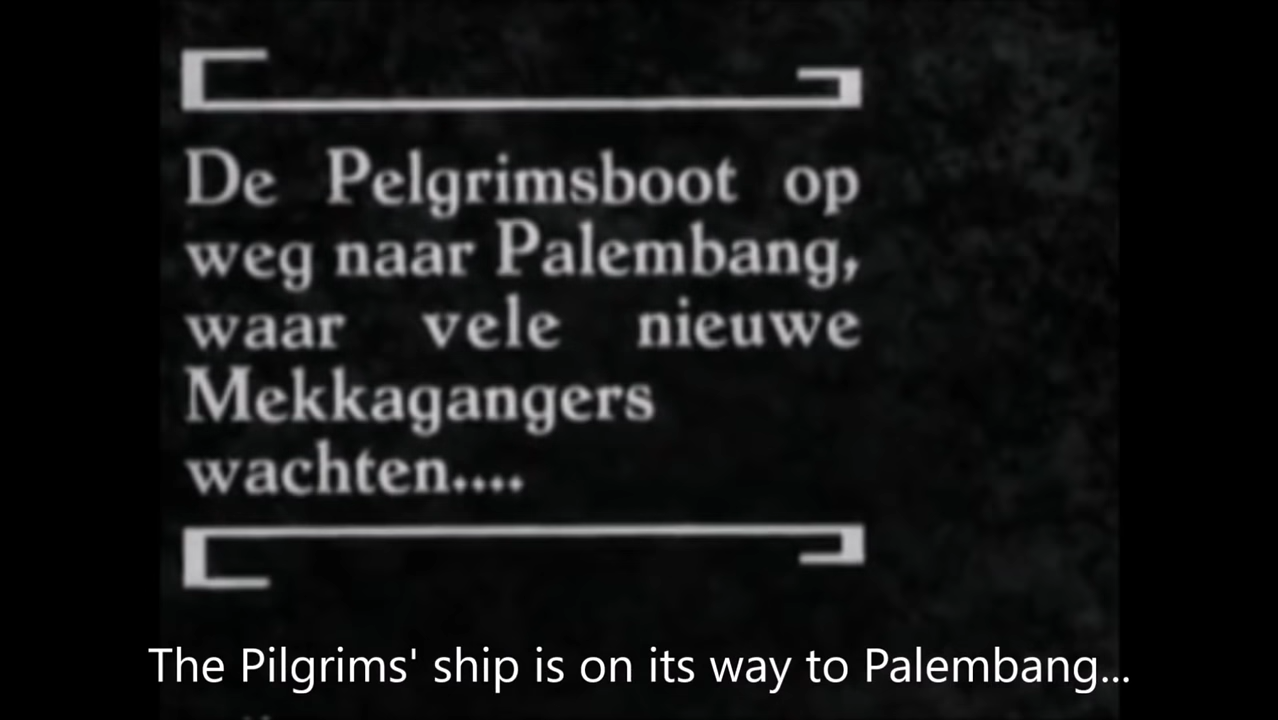 De Pelgrimsboot op
weg naar Palembang,
waar vele nieuwe
Mekkagangers
wachten....
The Pilgrims' ship is on its way to Palembang...